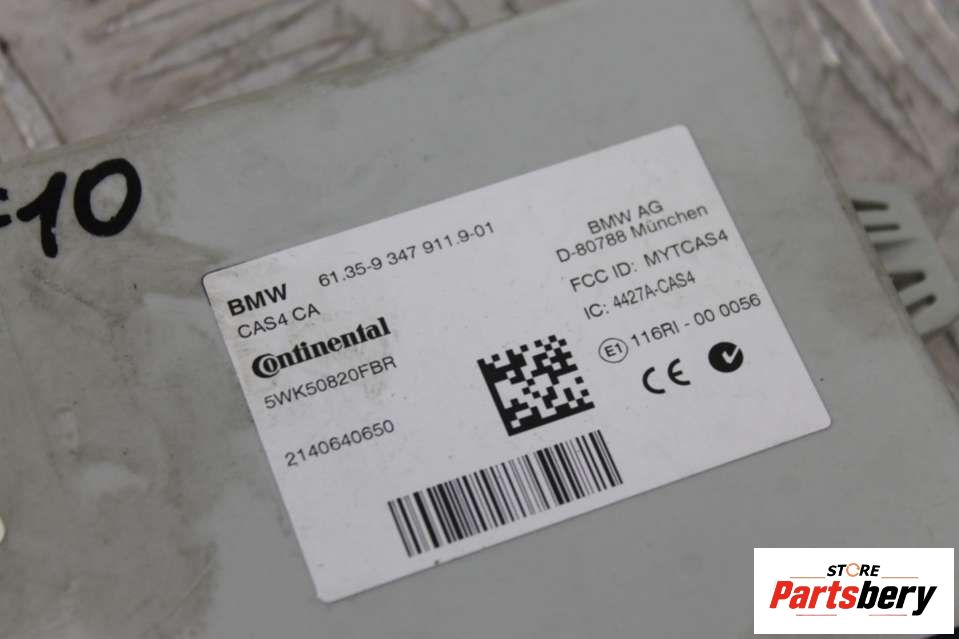 F10
BMW 61.35-9 347 911.9-01
CAS4 CA
Continental
5WK50820FBR
2140640650
BMW AG
D-80788 München
FCC ID: MYTCAS4
IC: 4427A-CAS4
E1 116RI - 00 0056
CE
STORE
Partsbery